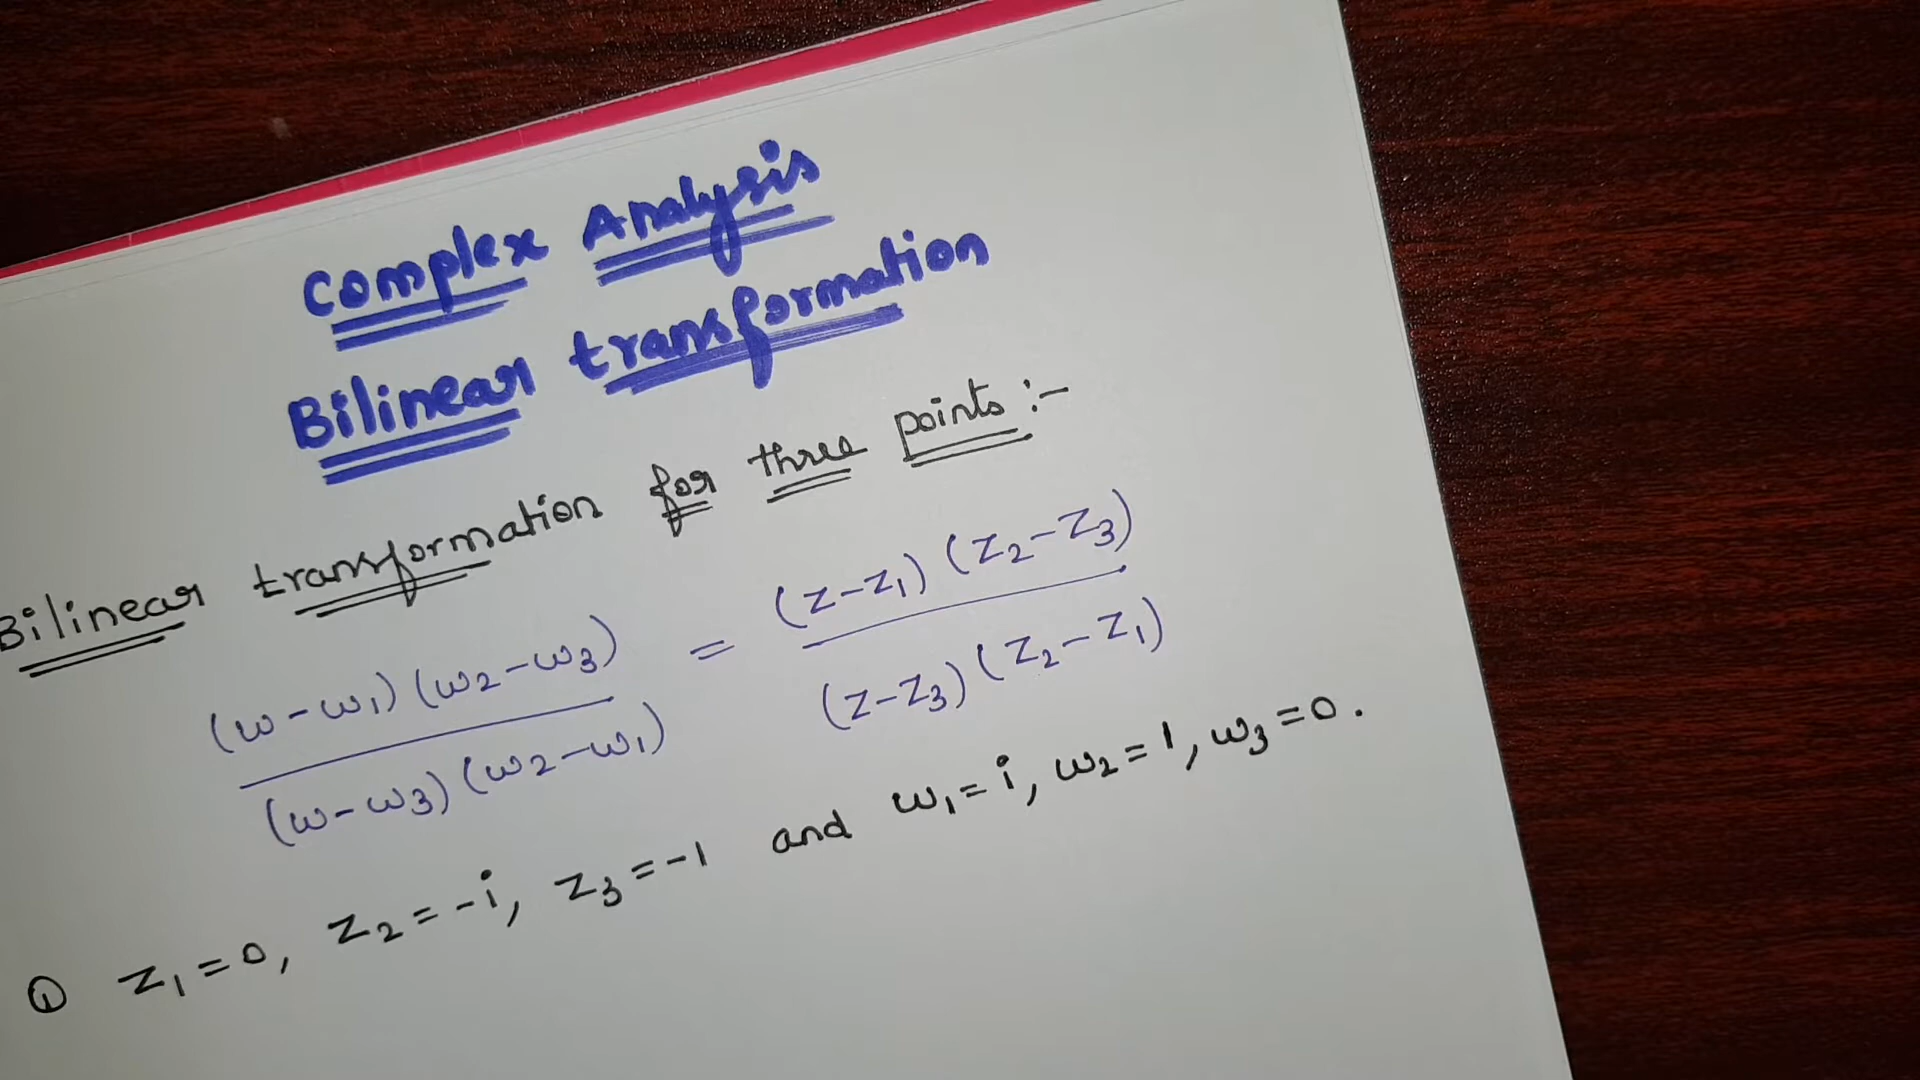 Complex Analysis
Bilinear transformation
Bilinear transformation for three points :-
(w-w₁) (w₂-w₃) / (w-w₃) (w₂-w₁) = (z-z₁) (z₂-z₃) / (z-z₃) (z₂-z₁)
① z₁=0, z₂=-i, z₃=-1 and w₁=i, w₂=1, w₃=0.